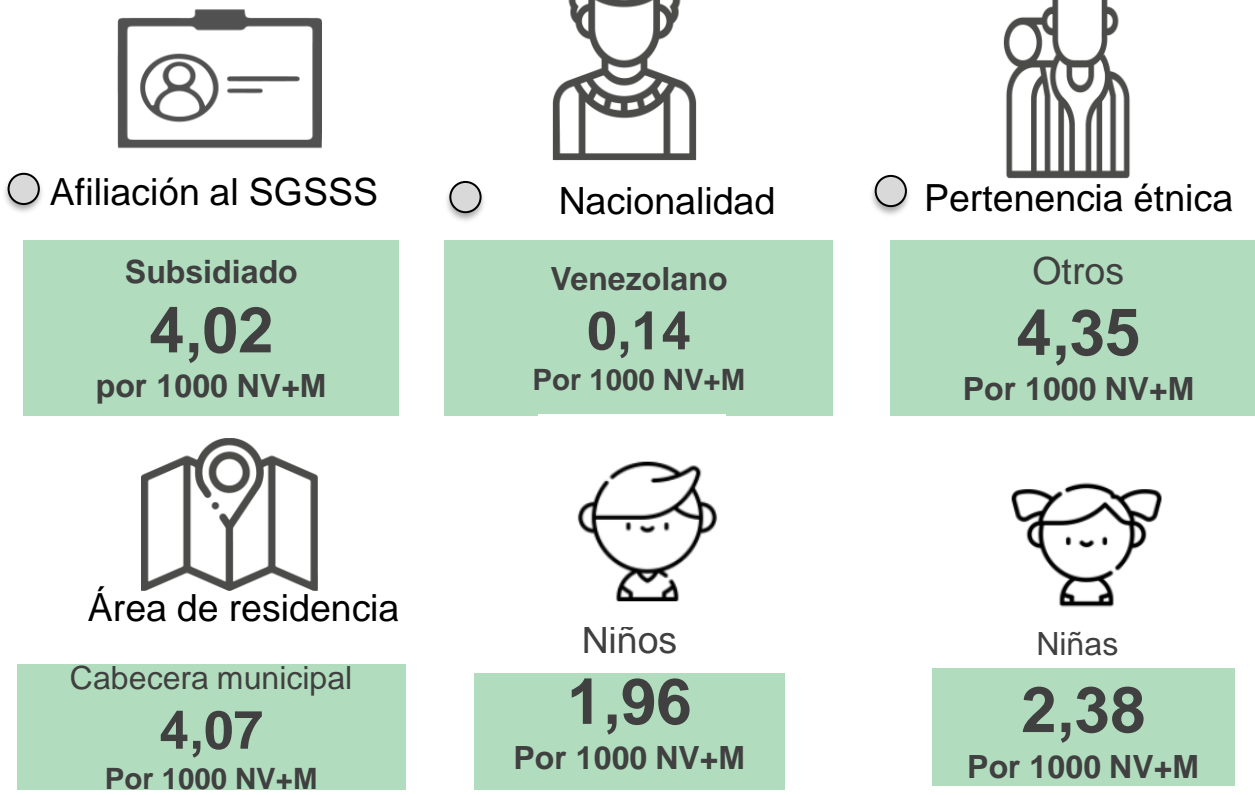 Afiliación al SGSSS
Subsidiado
4,02
por 1000 NV+M
Nacionalidad
Venezolano
0,14
Por 1000 NV+M
Pertenencia étnica
Otros
4,35
Por 1000 NV+M
Área de residencia
Cabecera municipal
4,07
Por 1000 NV+M
Niños
1,96
Por 1000 NV+M
Niñas
2,38
Por 1000 NV+M